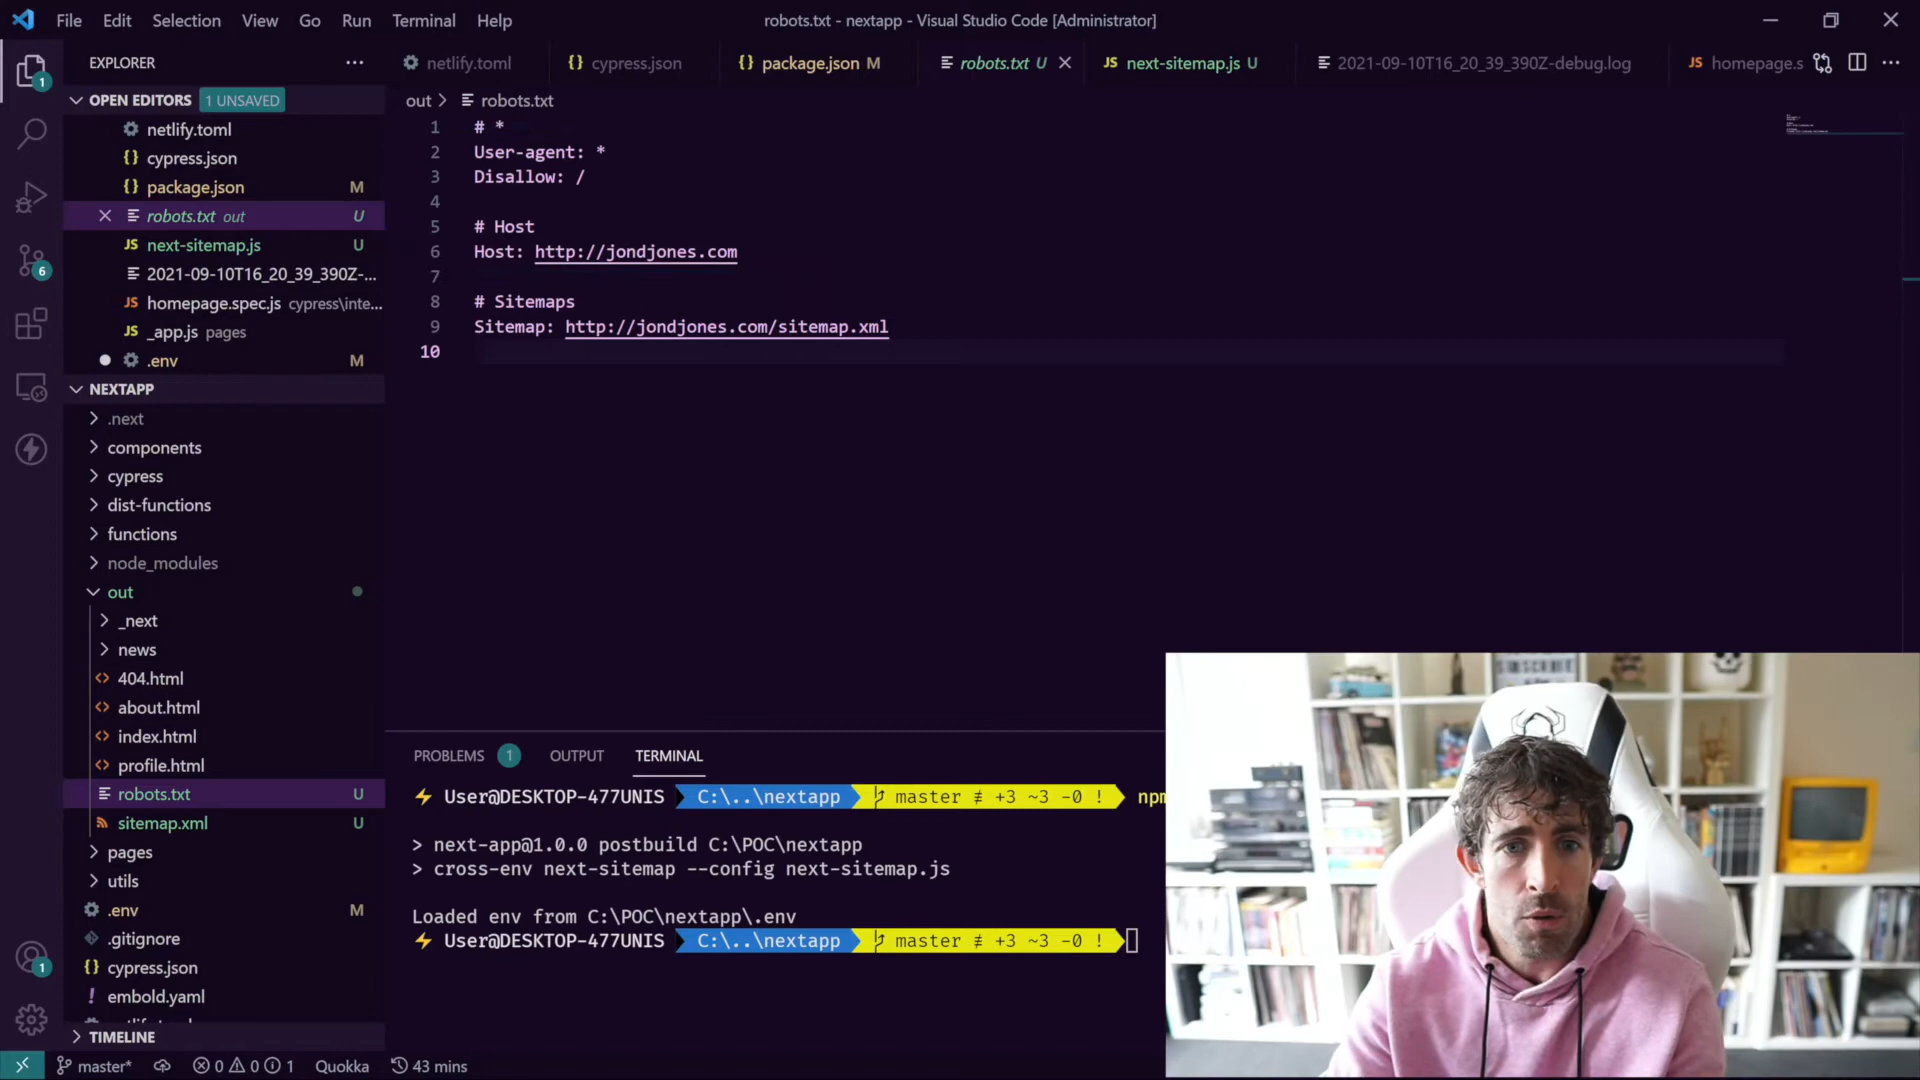 File Edit Selection View Go Run Terminal Help
robots.txt - nextapp - Visual Studio Code [Administrator]
EXPLORER
OPEN EDITORS 1 UNSAVED
netlify.toml
cypress.json
package.json M
robots.txt out U
next-sitemap.js U
2021-09-10T16_20_39_390Z-...
homepage.spec.js cypress\inte...
_app.js pages
.env M
NEXTAPP
.next
components
cypress
dist-functions
functions
node_modules
out
_next
news
404.html
about.html
index.html
profile.html
robots.txt U
sitemap.xml U
pages
utils
.env M
.gitignore
cypress.json
embold.yaml
TIMELINE
netlify.toml
cypress.json
package.json M
robots.txt U
next-sitemap.js U
2021-09-10T16_20_39_390Z-debug.log
homepage.s
out > robots.txt
1 # *
2 User-agent: *
3 Disallow: /
4
5 # Host
6 Host: http://jondjones.com
7
8 # Sitemaps
9 Sitemap: http://jondjones.com/sitemap.xml
10
PROBLEMS 1 OUTPUT TERMINAL
User@DESKTOP-477UNIS C:\..\nextapp master ≢ +3 ~3 -0 ! npm
> next-app@1.0.0 postbuild C:\POC\nextapp
> cross-env next-sitemap --config next-sitemap.js
Loaded env from C:\POC\nextapp\.env
User@DESKTOP-477UNIS C:\..\nextapp master ≢ +3 ~3 -0 !
SUBSCRIBE
1
6
1
master* 0 0 1 Quokka 43 mins